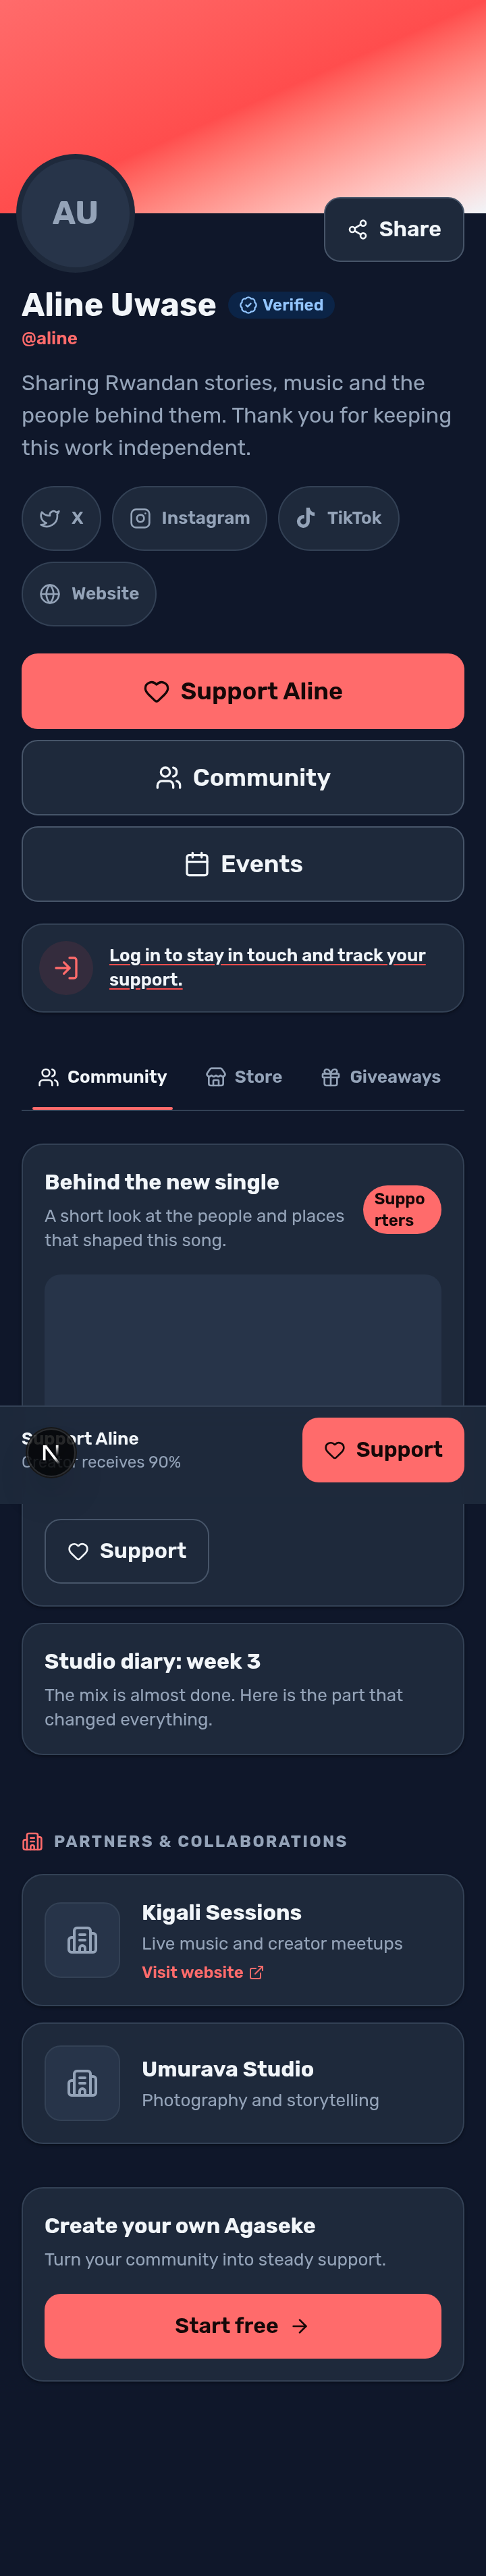 AU
Share
Aline Uwase
Verified
@aline
Sharing Rwandan stories, music and the
people behind them. Thank you for keeping
this work independent.
X
Instagram
TikTok
Website
Support Aline
Community
Events
Log in to stay in touch and track your
support.
Community
Store
Giveaways
Behind the new single
A short look at the people and places
that shaped this song.
Suppo
rters
Support Aline
Creator receives 90%
N
Support
Support
Studio diary: week 3
The mix is almost done. Here is the part that
changed everything.
PARTNERS & COLLABORATIONS
Kigali Sessions
Live music and creator meetups
Visit website
Umurava Studio
Photography and storytelling
Create your own Agaseke
Turn your community into steady support.
Start free